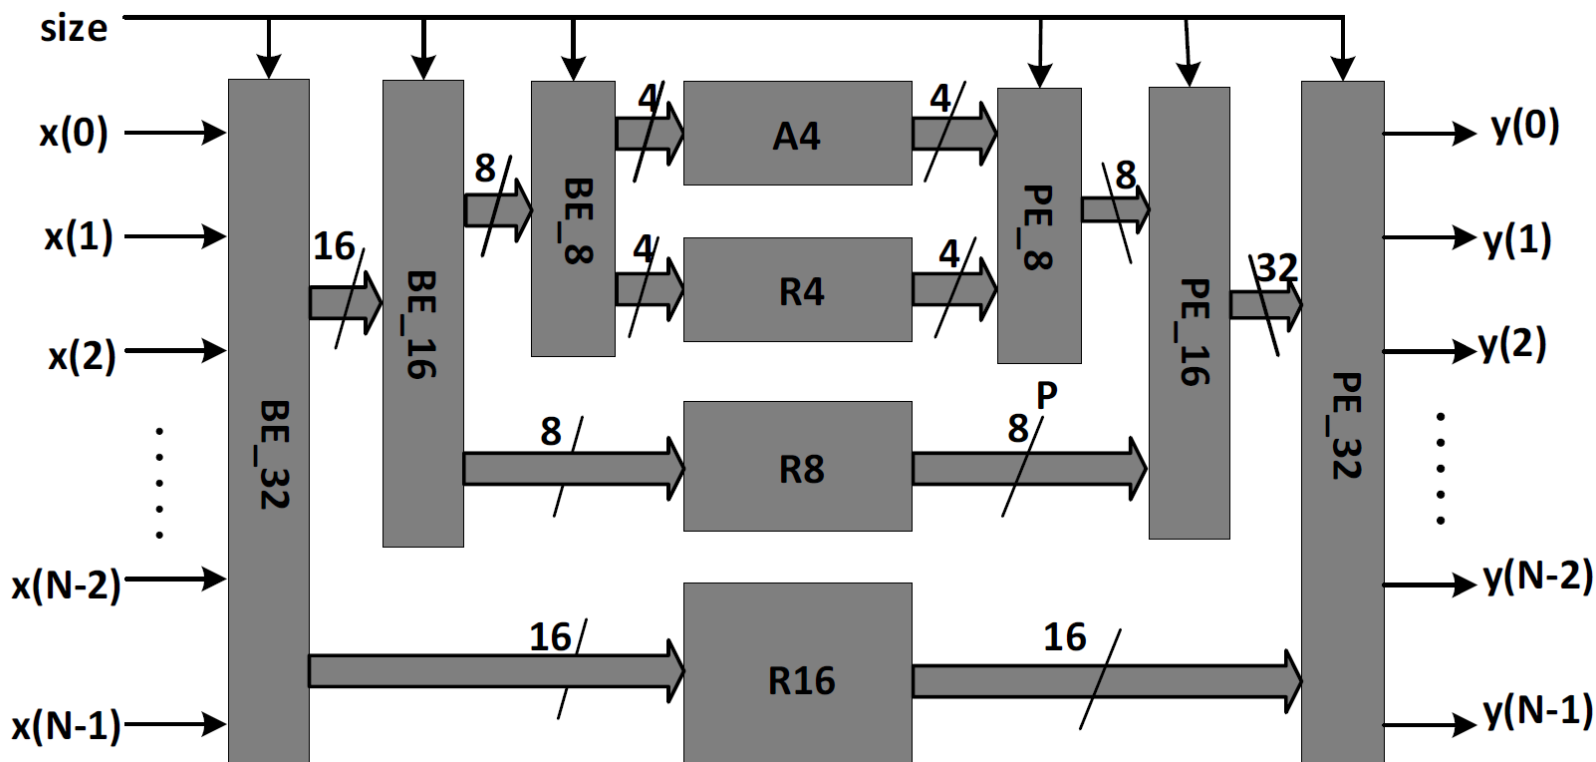 size
x(0)
x(1)
x(2)
x(N-2)
x(N-1)
BE_32
16
BE_16
8
BE_8
4
A4
4
4
R4
4
PE_8
8
PE_16
32
PE_32
8
R8
P
8
16
R16
16
y(0)
y(1)
y(2)
y(N-2)
y(N-1)